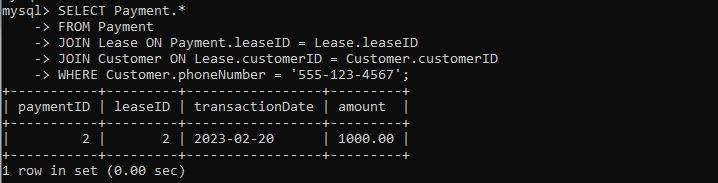 mysql> SELECT Payment.*
    -> FROM Payment
    -> JOIN Lease ON Payment.leaseID = Lease.leaseID
    -> JOIN Customer ON Lease.customerID = Customer.customerID
    -> WHERE Customer.phoneNumber = '555-123-4567';
+-----------+---------+-----------------+---------+
| paymentID | leaseID | transactionDate | amount  |
+-----------+---------+-----------------+---------+
|         2 |       2 | 2023-02-20      | 1000.00 |
+-----------+---------+-----------------+---------+
1 row in set (0.00 sec)